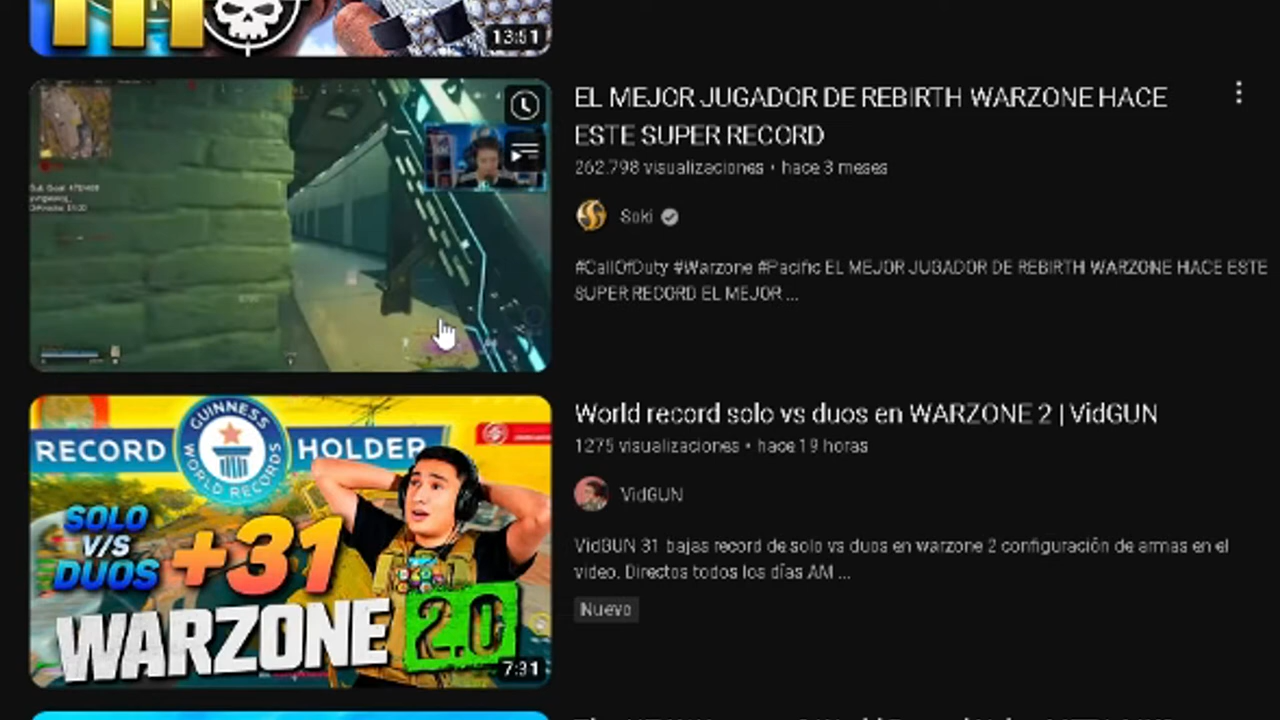 13:51
EL MEJOR JUGADOR DE REBIRTH WARZONE HACE
ESTE SUPER RECORD
262.798 visualizaciones • hace 3 meses
Soki
#CallOfDuty #Warzone #Pacific EL MEJOR JUGADOR DE REBIRTH WARZONE HACE ESTE
SUPER RECORD EL MEJOR ...
GUINNESS
RECORD HOLDER
WORLD RECORDS
SOLO
V/S
DUOS
+31
WARZONE 2.0
7:31
World record solo vs duos en WARZONE 2 | VidGUN
1275 visualizaciones • hace 19 horas
VidGUN
VidGUN 31 bajas record de solo vs duos en warzone 2 configuración de armas en el
video. Directos todos los días AM ...
Nuevo